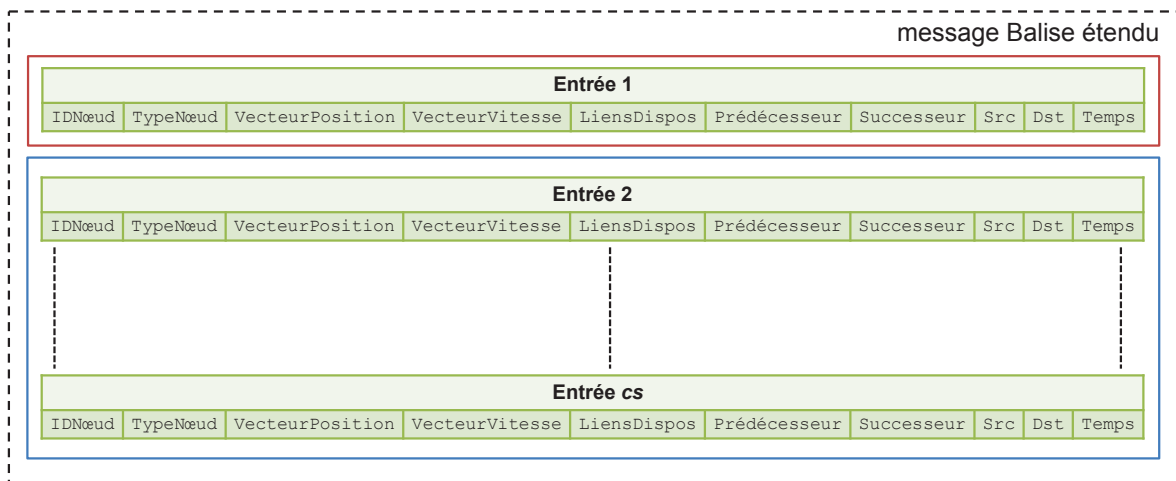 message Balise étendu
Entrée 1
IDNœud TypeNœud VecteurPosition VecteurVitesse LiensDispos Prédécesseur Successeur Src Dst Temps
Entrée 2
IDNœud TypeNœud VecteurPosition VecteurVitesse LiensDispos Prédécesseur Successeur Src Dst Temps
Entrée cs
IDNœud TypeNœud VecteurPosition VecteurVitesse LiensDispos Prédécesseur Successeur Src Dst Temps